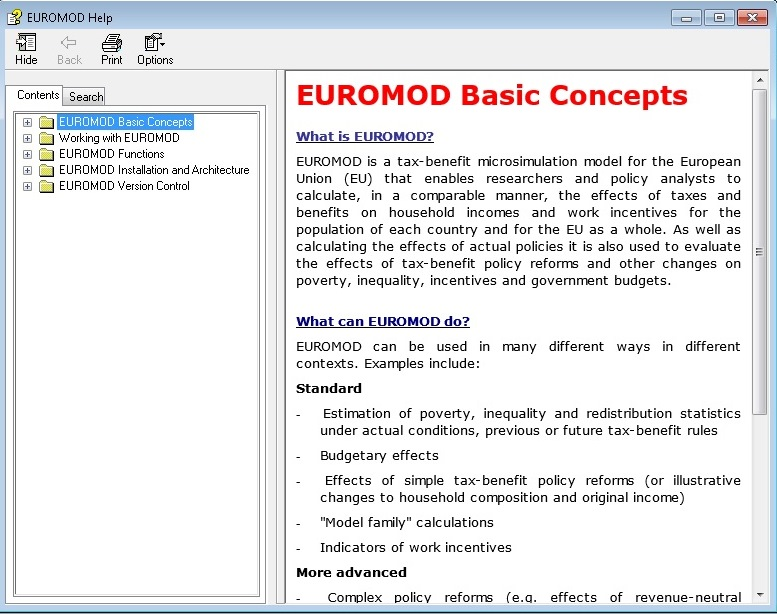 EUROMOD Help
Hide Back Print Options
Contents Search
EUROMOD Basic Concepts
Working with EUROMOD
EUROMOD Functions
EUROMOD Installation and Architecture
EUROMOD Version Control
EUROMOD Basic Concepts
What is EUROMOD?
EUROMOD is a tax-benefit microsimulation model for the European
Union (EU) that enables researchers and policy analysts to
calculate, in a comparable manner, the effects of taxes and
benefits on household incomes and work incentives for the
population of each country and for the EU as a whole. As well as
calculating the effects of actual policies it is also used to evaluate
the effects of tax-benefit policy reforms and other changes on
poverty, inequality, incentives and government budgets.
What can EUROMOD do?
EUROMOD can be used in many different ways in different
contexts. Examples include:
Standard
- Estimation of poverty, inequality and redistribution statistics
under actual conditions, previous or future tax-benefit rules
- Budgetary effects
- Effects of simple tax-benefit policy reforms (or illustrative
changes to household composition and original income)
- "Model family" calculations
- Indicators of work incentives
More advanced
- Complex policy reforms (e.g. effects of revenue-neutral